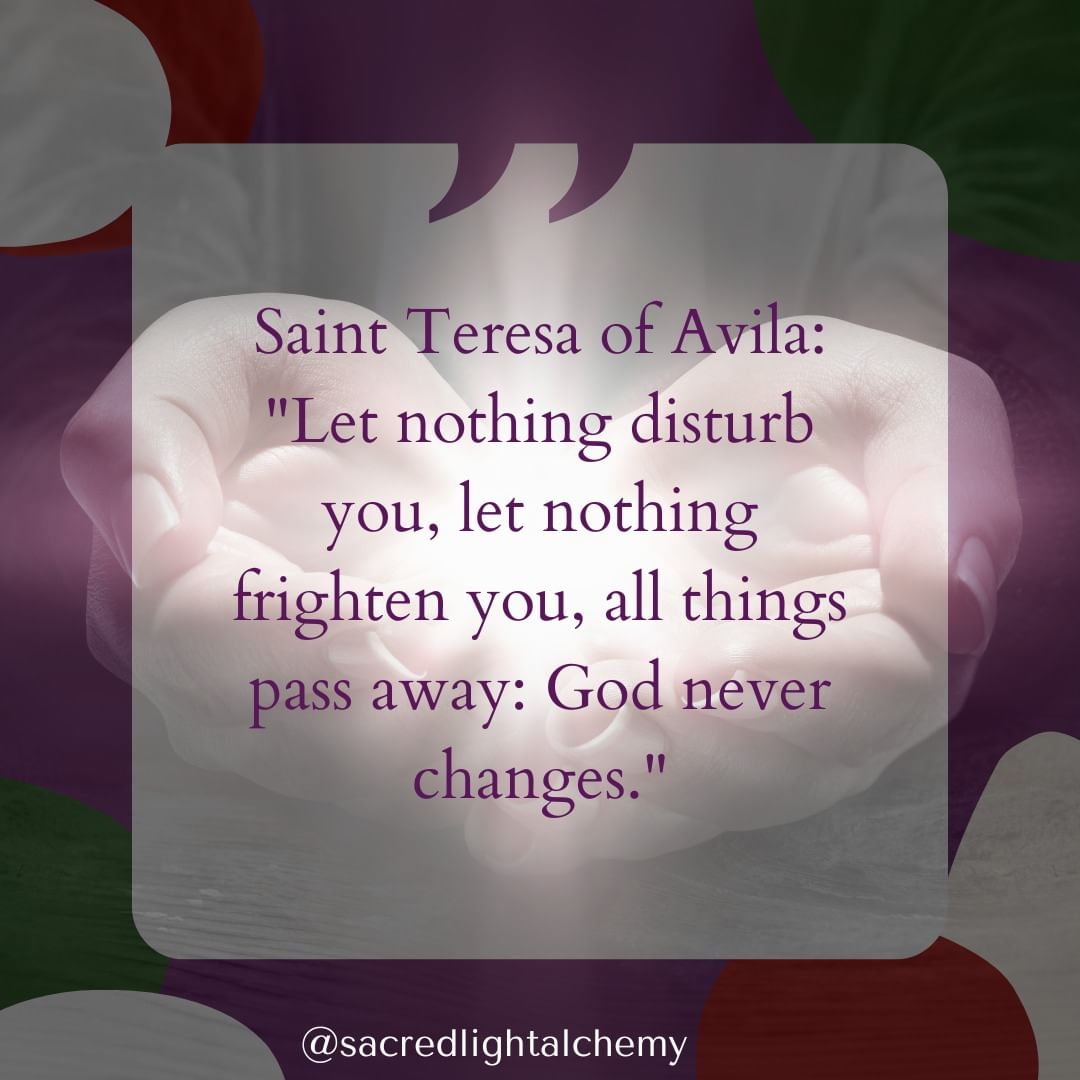 Saint Teresa of Avila:
"Let nothing disturb
you, let nothing
frighten you, all things
pass away: God never
changes."
@sacredlightalchemy